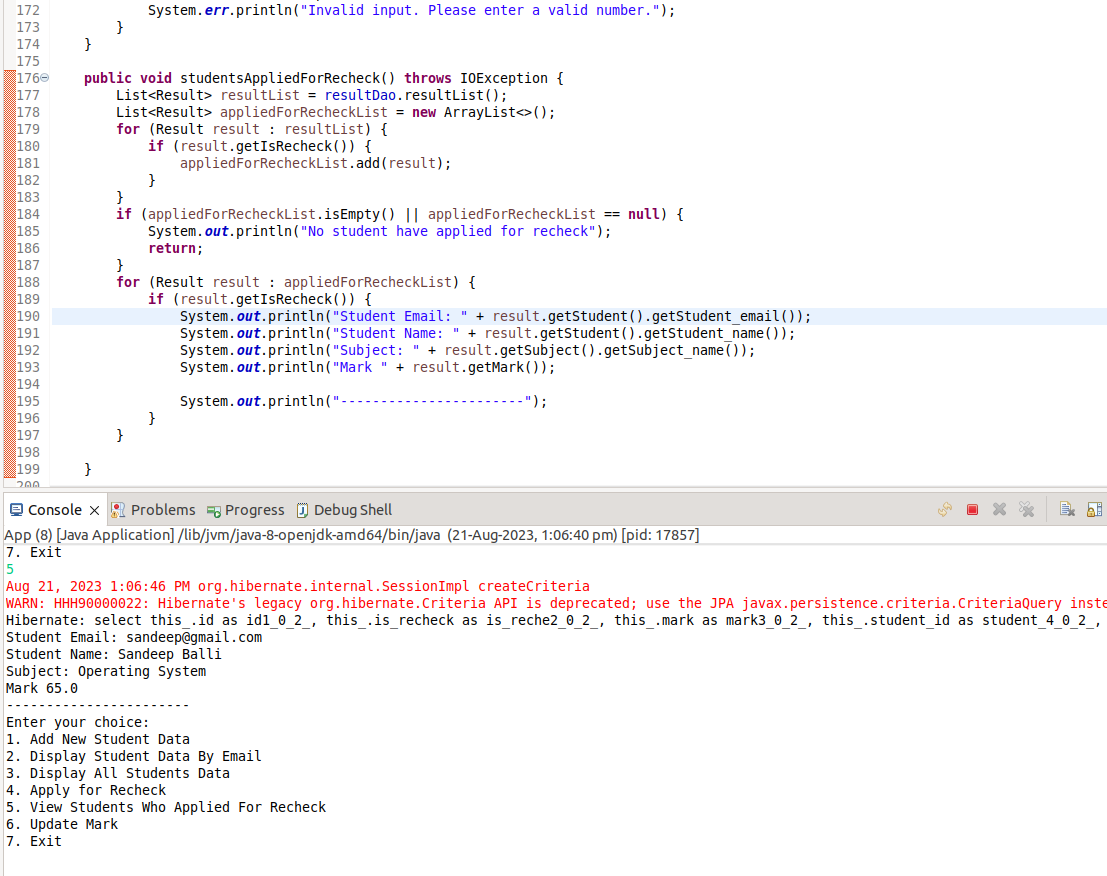 172 System.err.println("Invalid input. Please enter a valid number.");
173 }
174 }
175
176 public void studentsAppliedForRecheck() throws IOException {
177 List<Result> resultList = resultDao.resultList();
178 List<Result> appliedForRecheckList = new ArrayList<>();
179 for (Result result : resultList) {
180 if (result.getIsRecheck()) {
181 appliedForRecheckList.add(result);
182 }
183 }
184 if (appliedForRecheckList.isEmpty() || appliedForRecheckList == null) {
185 System.out.println("No student have applied for recheck");
186 return;
187 }
188 for (Result result : appliedForRecheckList) {
189 if (result.getIsRecheck()) {
190 System.out.println("Student Email: " + result.getStudent().getStudent_email());
191 System.out.println("Student Name: " + result.getStudent().getStudent_name());
192 System.out.println("Subject: " + result.getSubject().getSubject_name());
193 System.out.println("Mark " + result.getMark());
194
195 System.out.println("-----------------------");
196 }
197 }
198
199 }
200
Console Problems Progress Debug Shell
App (8) [Java Application] /lib/jvm/java-8-openjdk-amd64/bin/java (21-Aug-2023, 1:06:40 pm) [pid: 17857]
7. Exit
5
Aug 21, 2023 1:06:46 PM org.hibernate.internal.SessionImpl createCriteria
WARN: HHH90000022: Hibernate's legacy org.hibernate.Criteria API is deprecated; use the JPA javax.persistence.criteria.CriteriaQuery inste
Hibernate: select this_.id as id1_0_2_, this_.is_recheck as is_reche2_0_2_, this_.mark as mark3_0_2_, this_.student_id as student_4_0_2_,
Student Email: sandeep@gmail.com
Student Name: Sandeep Balli
Subject: Operating System
Mark 65.0
-----------------------
Enter your choice:
1. Add New Student Data
2. Display Student Data By Email
3. Display All Students Data
4. Apply for Recheck
5. View Students Who Applied For Recheck
6. Update Mark
7. Exit